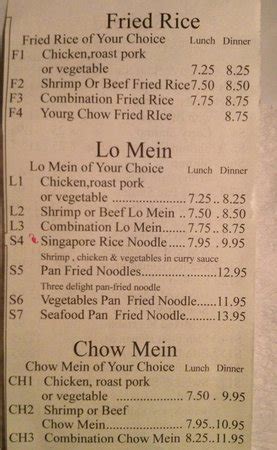 Fried Rice
Fried Rice of Your Choice Lunch Dinner
F1 Chicken,roast pork
or vegetable 7.25 8.25
F2 Shrimp Or Beef Fried Rice 7.50 8.50
F3 Combination Fried Rice 7.75 8.75
F4 Yourg Chow Fried RIce 8.75
Lo Mein
Lo Mein of Your Choice
L1 Chicken,roast pork Lunch Dinner
or vegetable ................... 7.25 .. 8.25
L2 Shrimp or Beef Lo Mein .. 7.50 . 8.50
L3 Combination Lo Mein...... 7.75 .. 8.75
S4 Singapore Rice Noodle..... 7.95 . 9.95
Shrimp , chicken & vegetables in curry sauce
S5 Pan Fried Noodles.............. 12.95
Three delight pan-fried noodle
S6 Vegetables Pan Fried Noodle...11.95
S7 Seafood Pan Fried Noodle.....13.95
Chow Mein
Chow Mein of Your Choice Lunch Dinner
CH1 Chicken, roast pork
or vegetable ................... 7.50 . 9.95
CH2 Shrimp or Beef
Chow Mein.................... 7.95..10.95
CH3 Combination Chow Mein .. 8.25...11.95